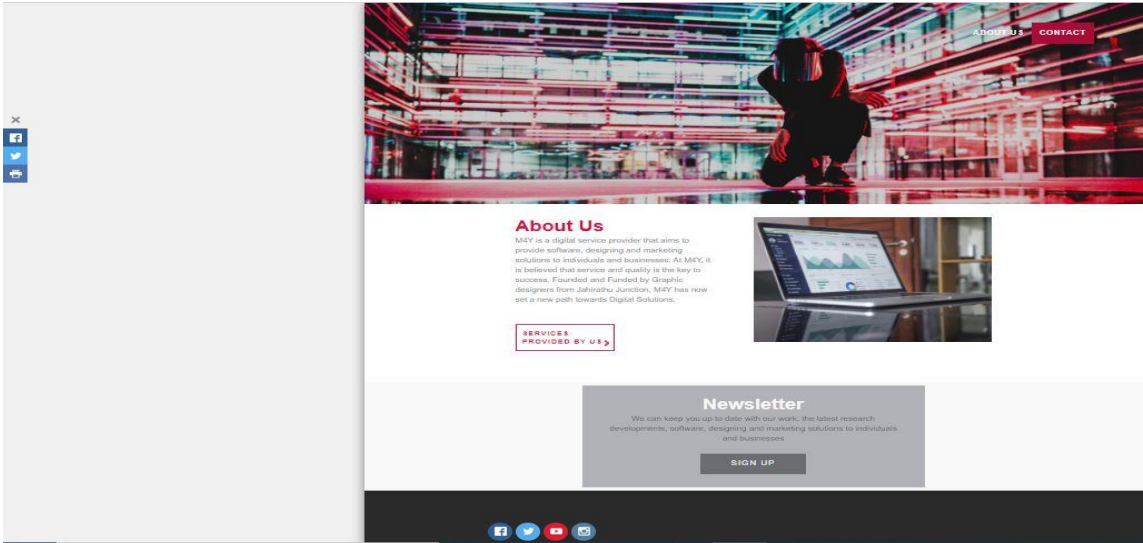 ABOUT US
CONTACT
About Us
M4Y is a digital service provider that aims to
provide software, designing and marketing
solutions to individuals and businesses. At M4Y, it
is believed that service and quality is the key to
success. Founded and Funded by Graphic
designers from Jahirathu Junction, M4Y has now
set a new path towards Digital Solutions,
SERVICES
PROVIDED BY US
Newsletter
We can keep you up to date with our work, the latest research
developments, software, designing and marketing solutions to individuals
and businesses
SIGN UP